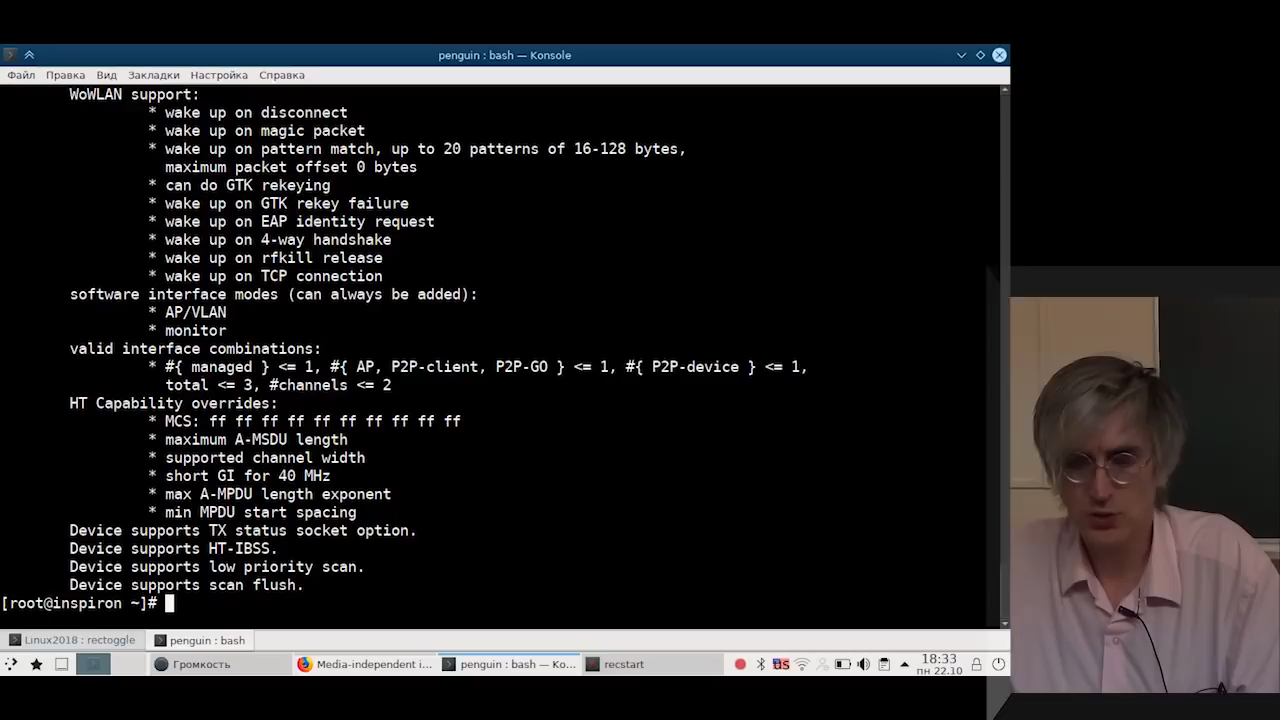 penguin : bash — Konsole
Файл Правка Вид Закладки Настройка Справка
WoWLAN support:
* wake up on disconnect
* wake up on magic packet
* wake up on pattern match, up to 20 patterns of 16-128 bytes,
maximum packet offset 0 bytes
* can do GTK rekeying
* wake up on GTK rekey failure
* wake up on EAP identity request
* wake up on 4-way handshake
* wake up on rfkill release
* wake up on TCP connection
software interface modes (can always be added):
* AP/VLAN
* monitor
valid interface combinations:
* #{ managed } <= 1, #{ AP, P2P-client, P2P-GO } <= 1, #{ P2P-device } <= 1,
total <= 3, #channels <= 2
HT Capability overrides:
* MCS: ff ff ff ff ff ff ff ff ff ff
* maximum A-MSDU length
* supported channel width
* short GI for 40 MHz
* max A-MPDU length exponent
* min MPDU start spacing
Device supports TX status socket option.
Device supports HT-IBSS.
Device supports low priority scan.
Device supports scan flush.
[root@inspiron ~]#
Linux2018 : rectoggle penguin : bash
Громкость Media-independent i... penguin : bash — Ko... recstart US 18:33
пн 22.10